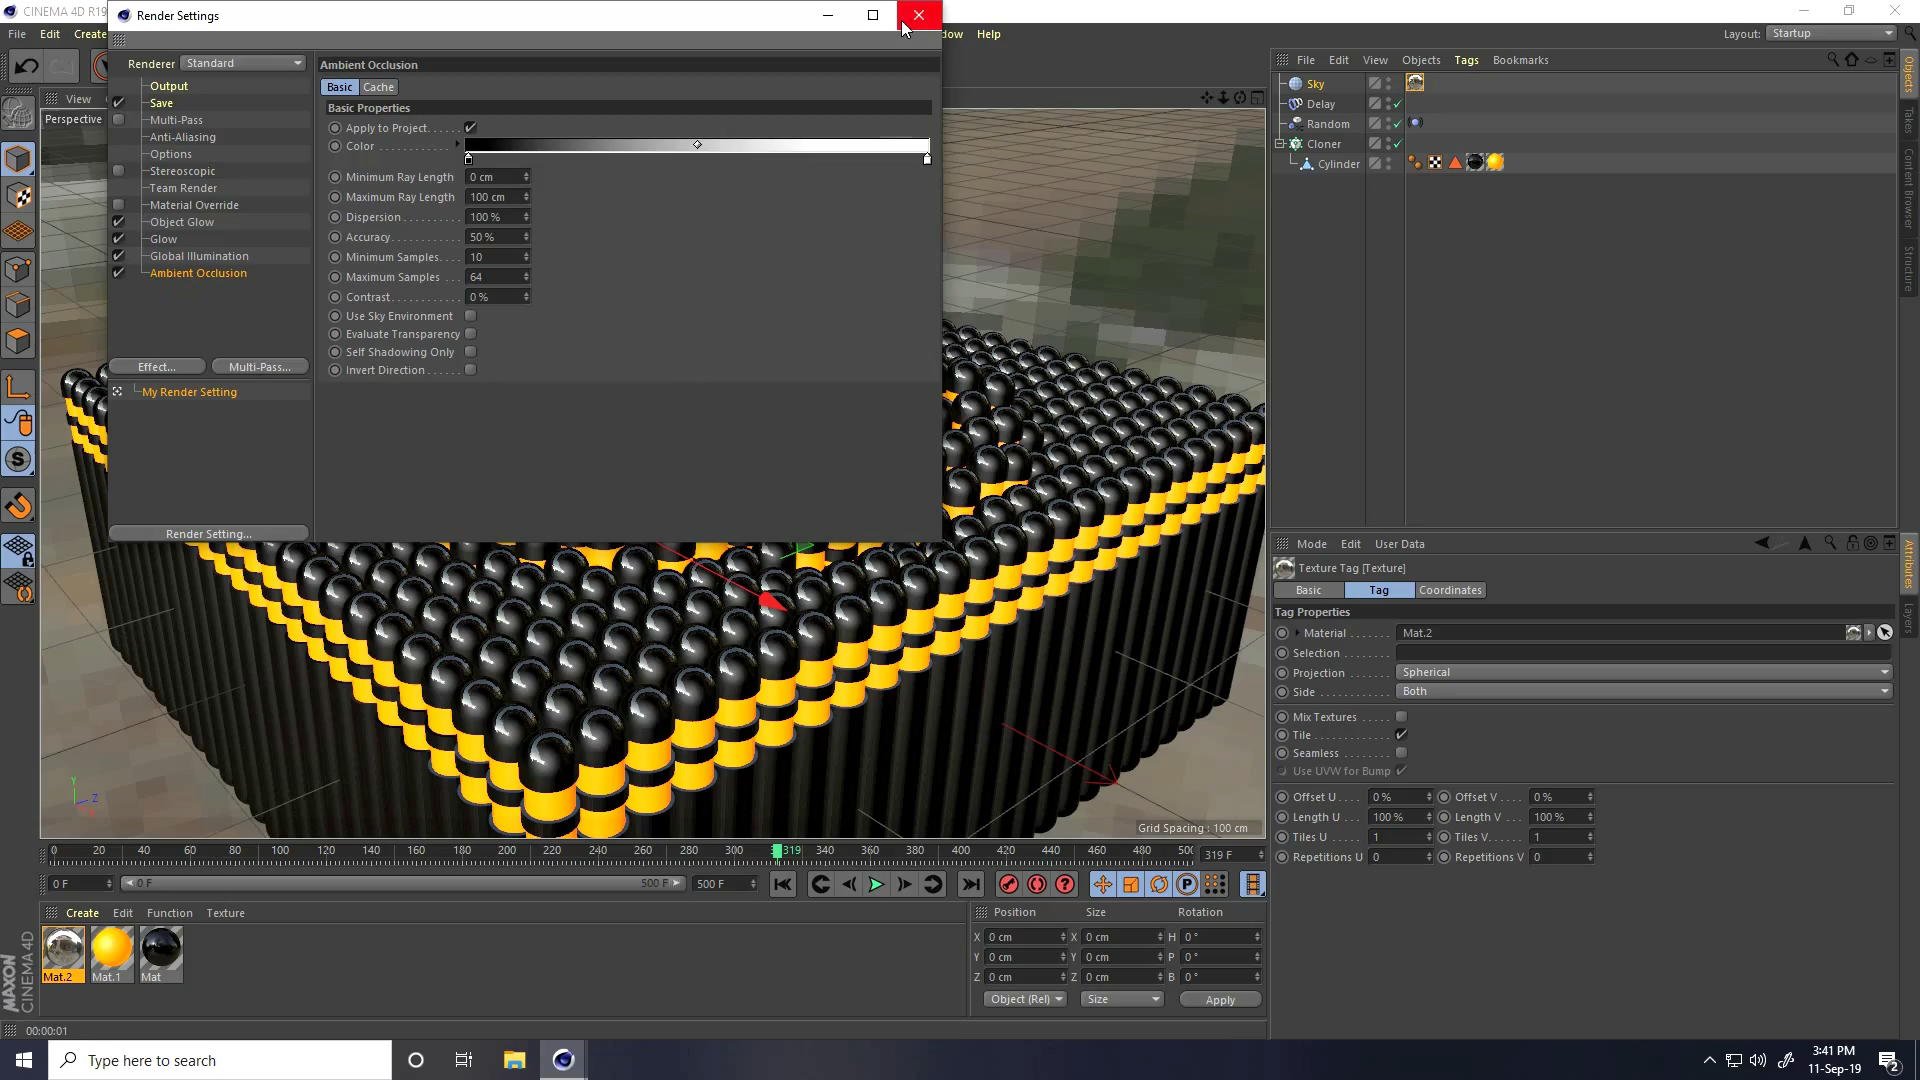 CINEMA 4D R19
Render Settings
File Edit Create
dow Help
Layout: Startup
Renderer Standard
Ambient Occlusion
Basic Cache
Basic Properties
Apply to Project
Color
Minimum Ray Length 0 cm
Maximum Ray Length 100 cm
Dispersion 100 %
Accuracy 50 %
Minimum Samples 10
Maximum Samples 64
Contrast 0 %
Use Sky Environment
Evaluate Transparency
Self Shadowing Only
Invert Direction
Output
Save
Multi-Pass
Anti-Aliasing
Options
Stereoscopic
Team Render
Material Override
Object Glow
Glow
Global Illumination
Ambient Occlusion
Effect... Multi-Pass...
My Render Setting
Render Setting...
View
Perspective
File Edit View Objects Tags Bookmarks
Sky
Delay
Random
Cloner
Cylinder
Objects
Takes
Content Browser
Structure
Mode Edit User Data
Texture Tag [Texture]
Basic Tag Coordinates
Tag Properties
Material Mat.2
Selection
Projection Spherical
Side Both
Mix Textures
Tile
Seamless
Use UVW for Bump
Offset U 0 % Offset V 0 %
Length U 100 % Length V 100 %
Tiles U 1 Tiles V 1
Repetitions U 0 Repetitions V 0
Attributes
Layers
Y
Z
Grid Spacing : 100 cm
0 20 40 60 80 100 120 140 160 180 200 220 240 260 280 300 319 340 360 380 400 420 440 460 480 500
319 F
0 F 0 F 500 F 500 F
Create Edit Function Texture
Mat.2 Mat.1 Mat
MAXON CINEMA 4D
Position Size Rotation
X 0 cm X 0 cm H 0 °
Y 0 cm Y 0 cm P 0 °
Z 0 cm Z 0 cm B 0 °
Object (Rel) Size Apply
00:00:01
Type here to search
3:41 PM
11-Sep-19
2